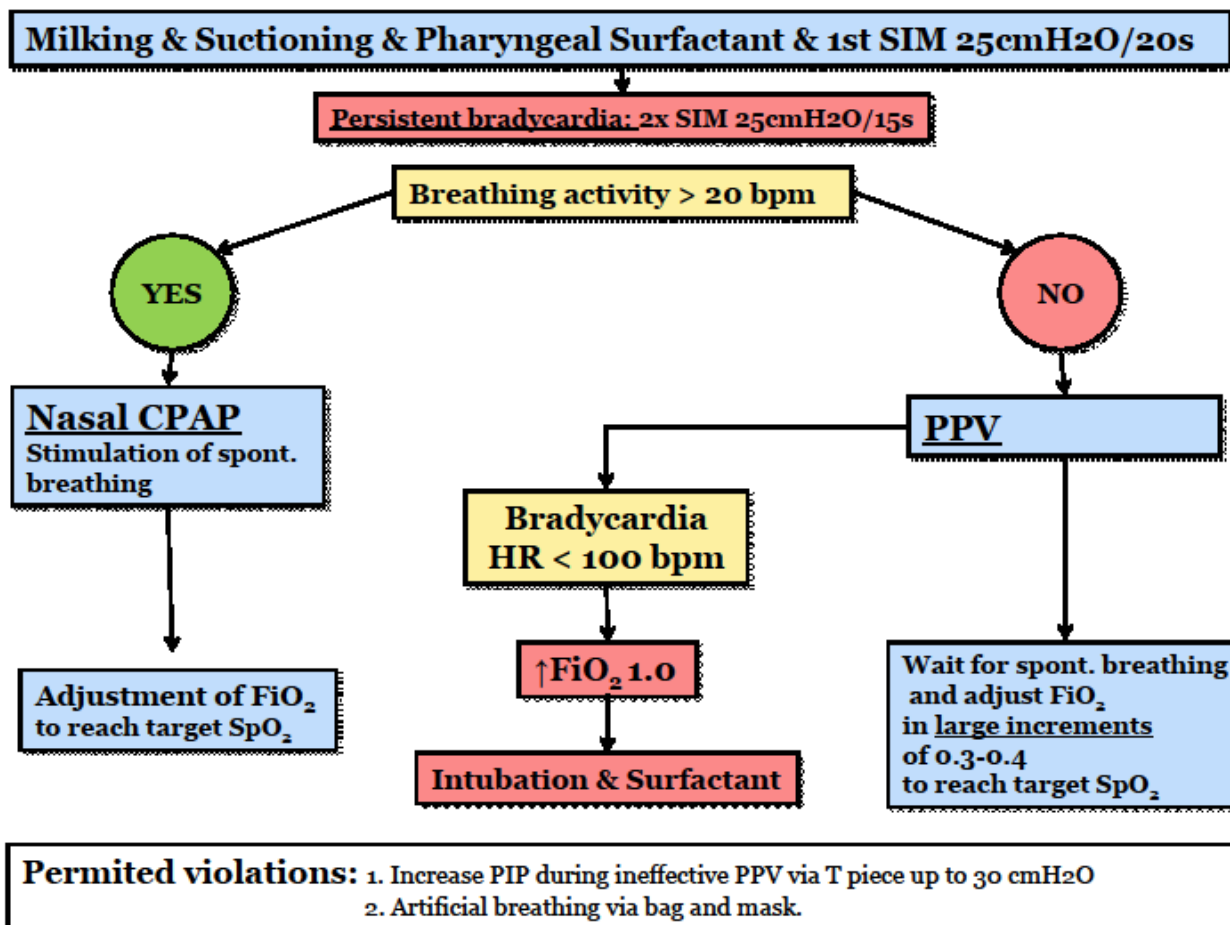 Milking & Suctioning & Pharyngeal Surfactant & 1st SIM 25cmH2O/20s
Persistent bradycardia: 2x SIM 25cmH2O/15s
Breathing activity > 20 bpm
YES
NO
Nasal CPAP
Stimulation of spont.
breathing
PPV
Bradycardia
HR < 100 bpm
↑FiO₂ 1.0
Intubation & Surfactant
Adjustment of FiO₂
to reach target SpO₂
Wait for spont. breathing
and adjust FiO₂
in large increments
of 0.3-0.4
to reach target SpO₂
Permited violations: 1. Increase PIP during ineffective PPV via T piece up to 30 cmH2O
2. Artificial breathing via bag and mask.